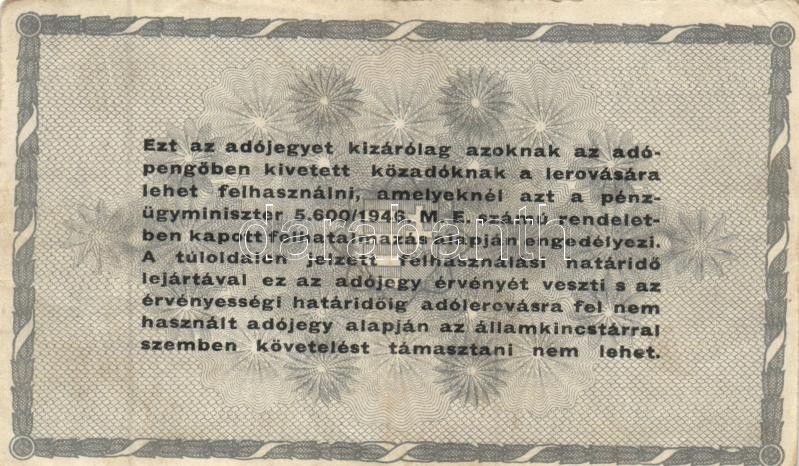 Ezt az adójegyet kizárólag azoknak az adó-
pengőben kivetett közadóknak a lerovására
lehet felhasználni, amelyeknél azt a pénz-
ügyminiszter 5.600/1946. M. E. számú rendelet-
ben kapott felhatalmazás alapján engedélyezi.
A túloldalon jelzett felhasználási határidő
lejártával ez az adójegy érvényét veszti s az
érvényességi határidőig adólerovásra fel nem
használt adójegy alapján az államkincstárral
szemben követelést támasztani nem lehet.
darabanth